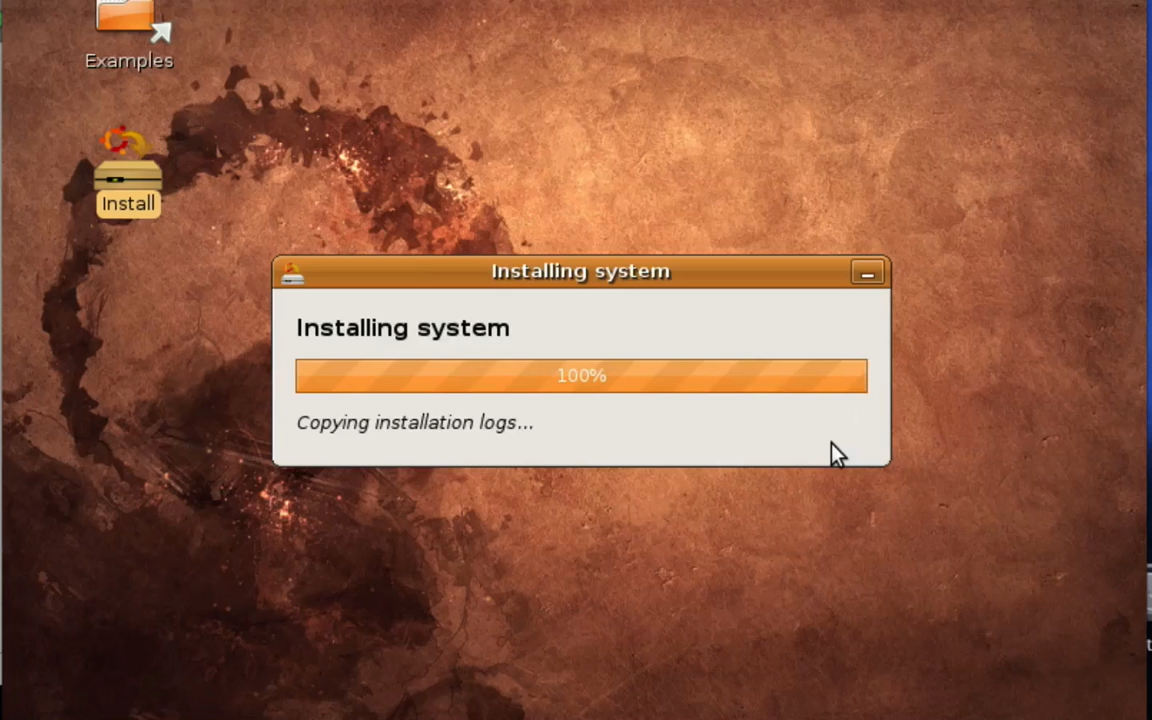 Examples
Install
Installing system
Installing system
100%
Copying installation logs...